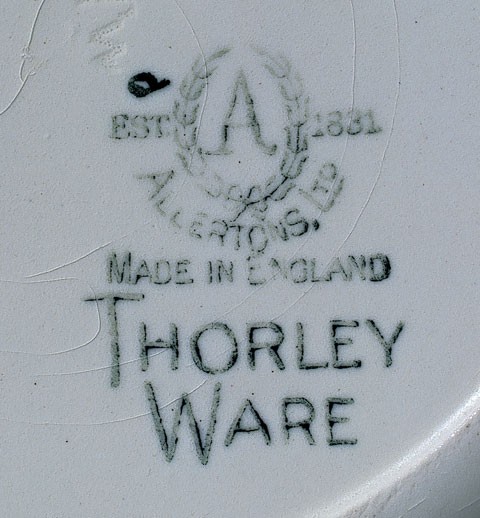 A
EST. 1831
ALLERTONS, LTD
MADE IN ENGLAND
THORLEY
WARE